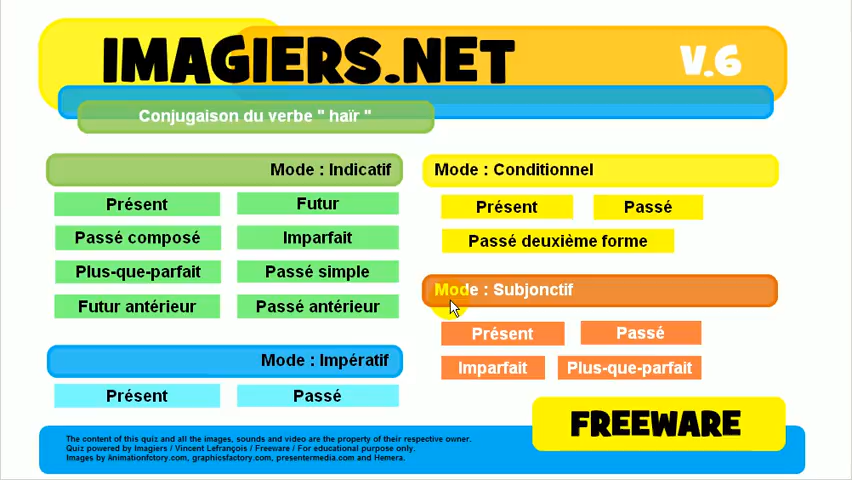 IMAGIERS.NET
V.6
Conjugaison du verbe " haïr "
Mode : Indicatif
Présent
Futur
Passé composé
Imparfait
Plus-que-parfait
Passé simple
Futur antérieur
Passé antérieur
Mode : Impératif
Présent
Passé
Mode : Conditionnel
Présent
Passé
Passé deuxième forme
Mode : Subjonctif
Présent
Passé
Imparfait
Plus-que-parfait
FREEWARE
The content of this quiz and all the images, sounds and video are the property of their respective owner.
Quiz powered by Imagiers / Vincent Lefrançois / Freeware / For educational purpose only.
Images by Animationfctory.com, graphicsfactory.com, presentermedia.com and Hemera.